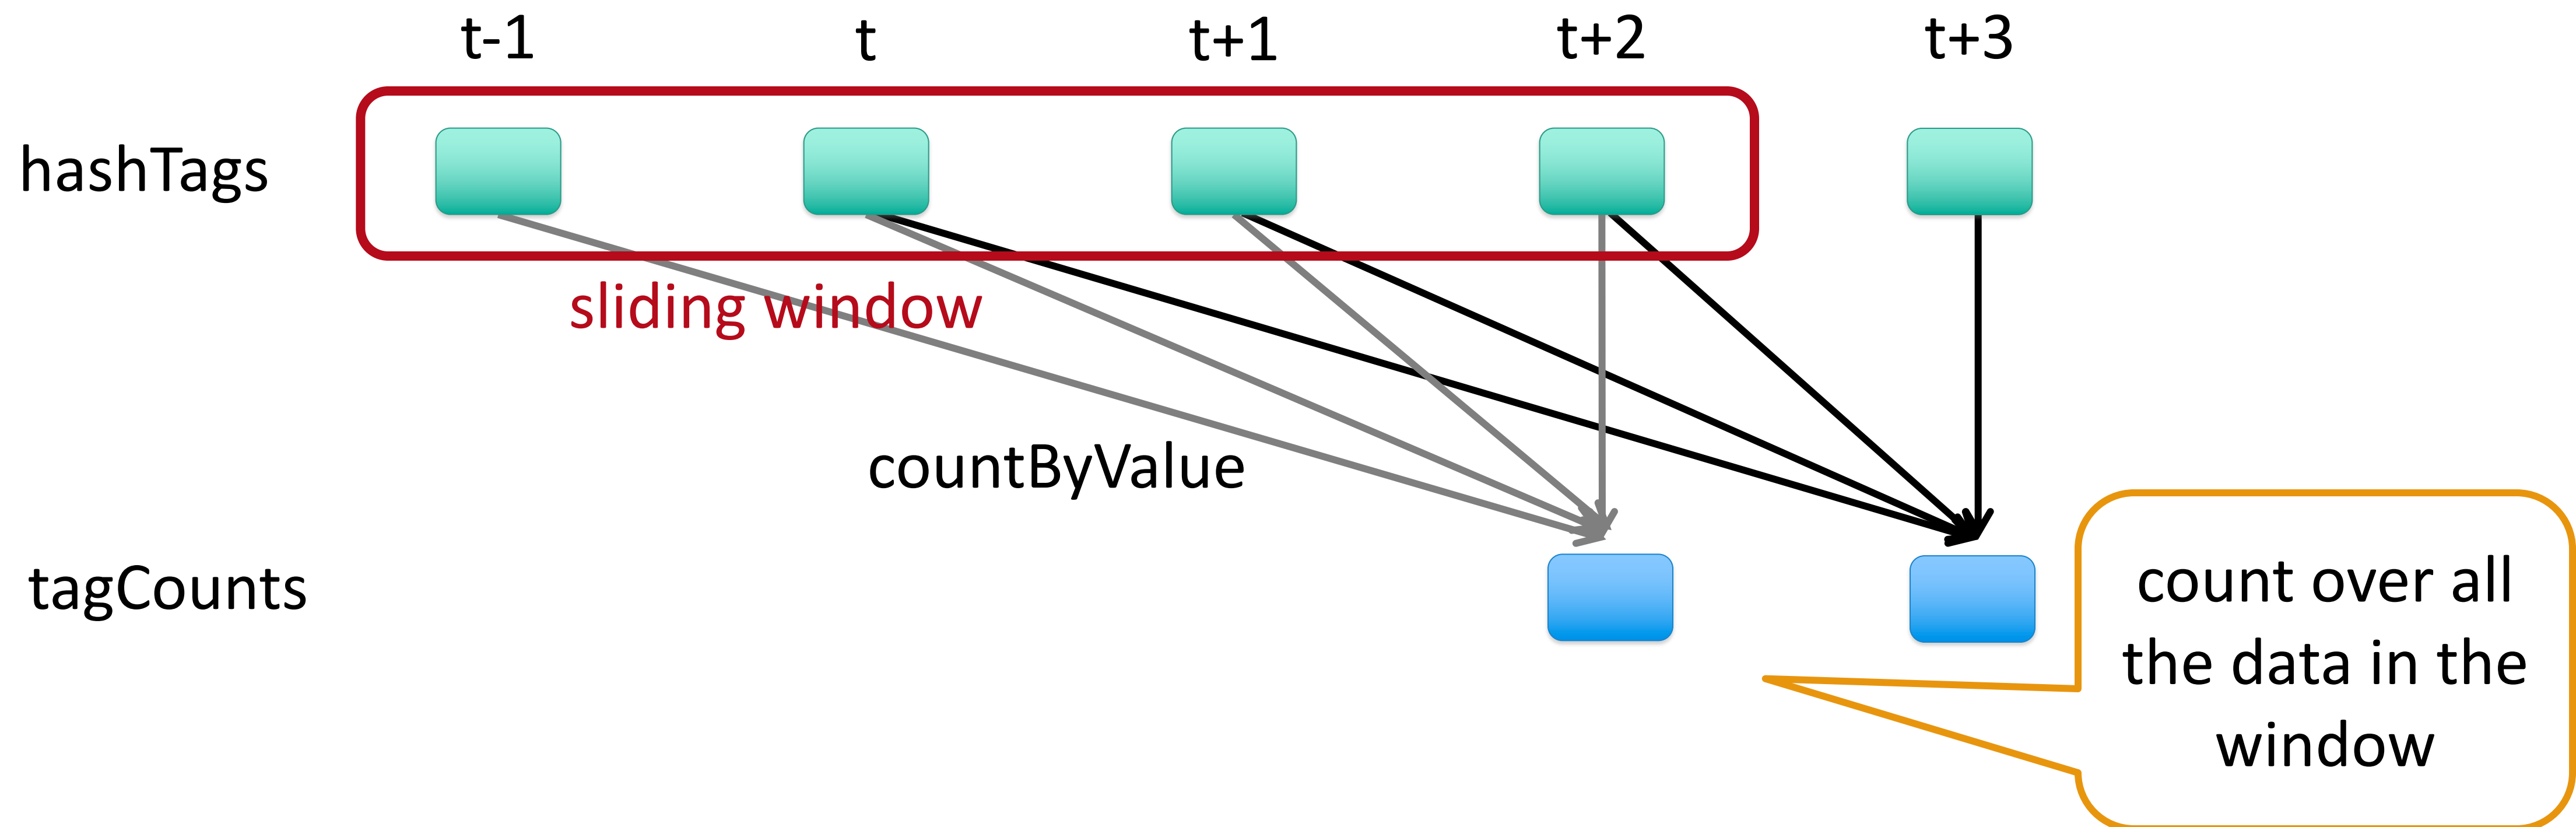 t-1 t t+1 t+2 t+3
hashTags
sliding window
countByValue
tagCounts
count over all
the data in the
window